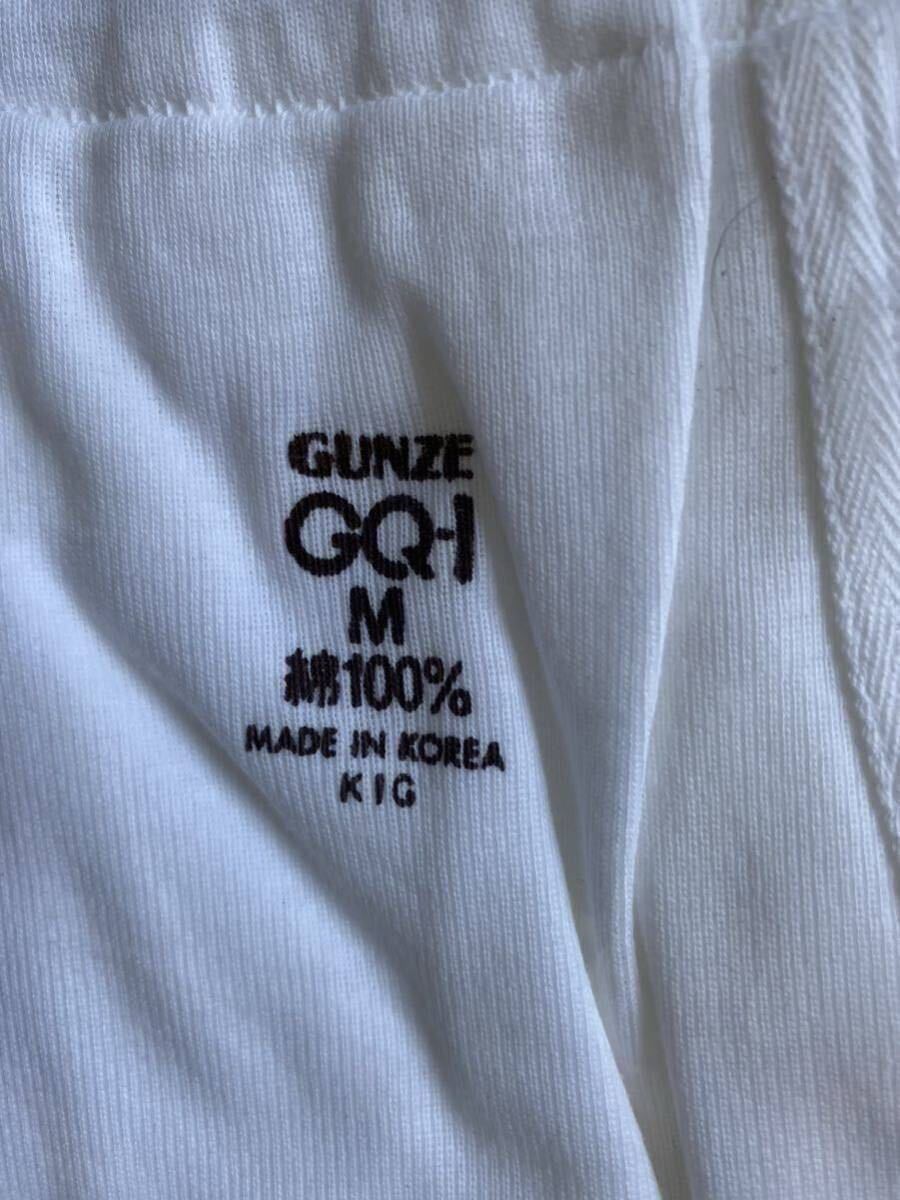 GUNZE
GQ-1
M
綿100%
MADE IN KOREA
KIG